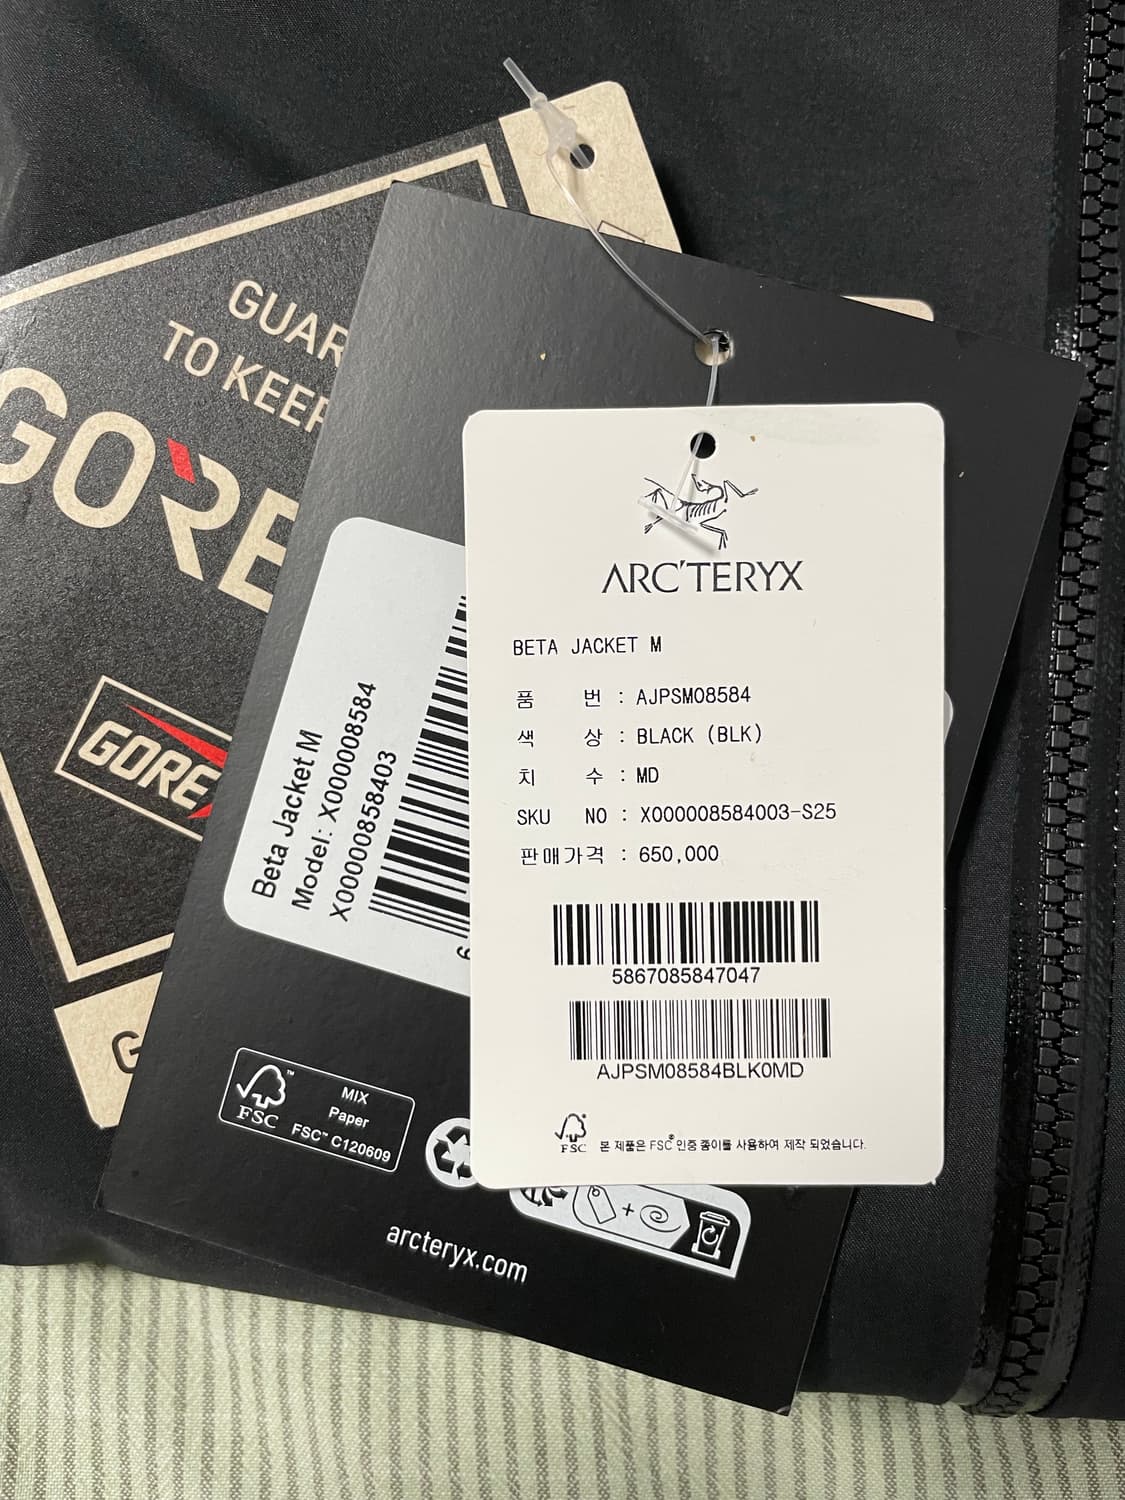 GUAR
TO KEEP
GORE
GORE
Beta Jacket M
Model: X000008584
X00000858403
6
MIX
Paper
FSC™ C120609
FSC
arcteryx.com
ARC'TERYX
BETA JACKET M
품 번 : AJPSM08584
색 상 : BLACK (BLK)
치 수 : MD
SKU NO : X000008584003-S25
판매가격 : 650,000
5867085847047
AJPSM08584BLK0MD
FSC
본 제품은 FSC® 인증 종이를 사용하여 제작 되었습니다.